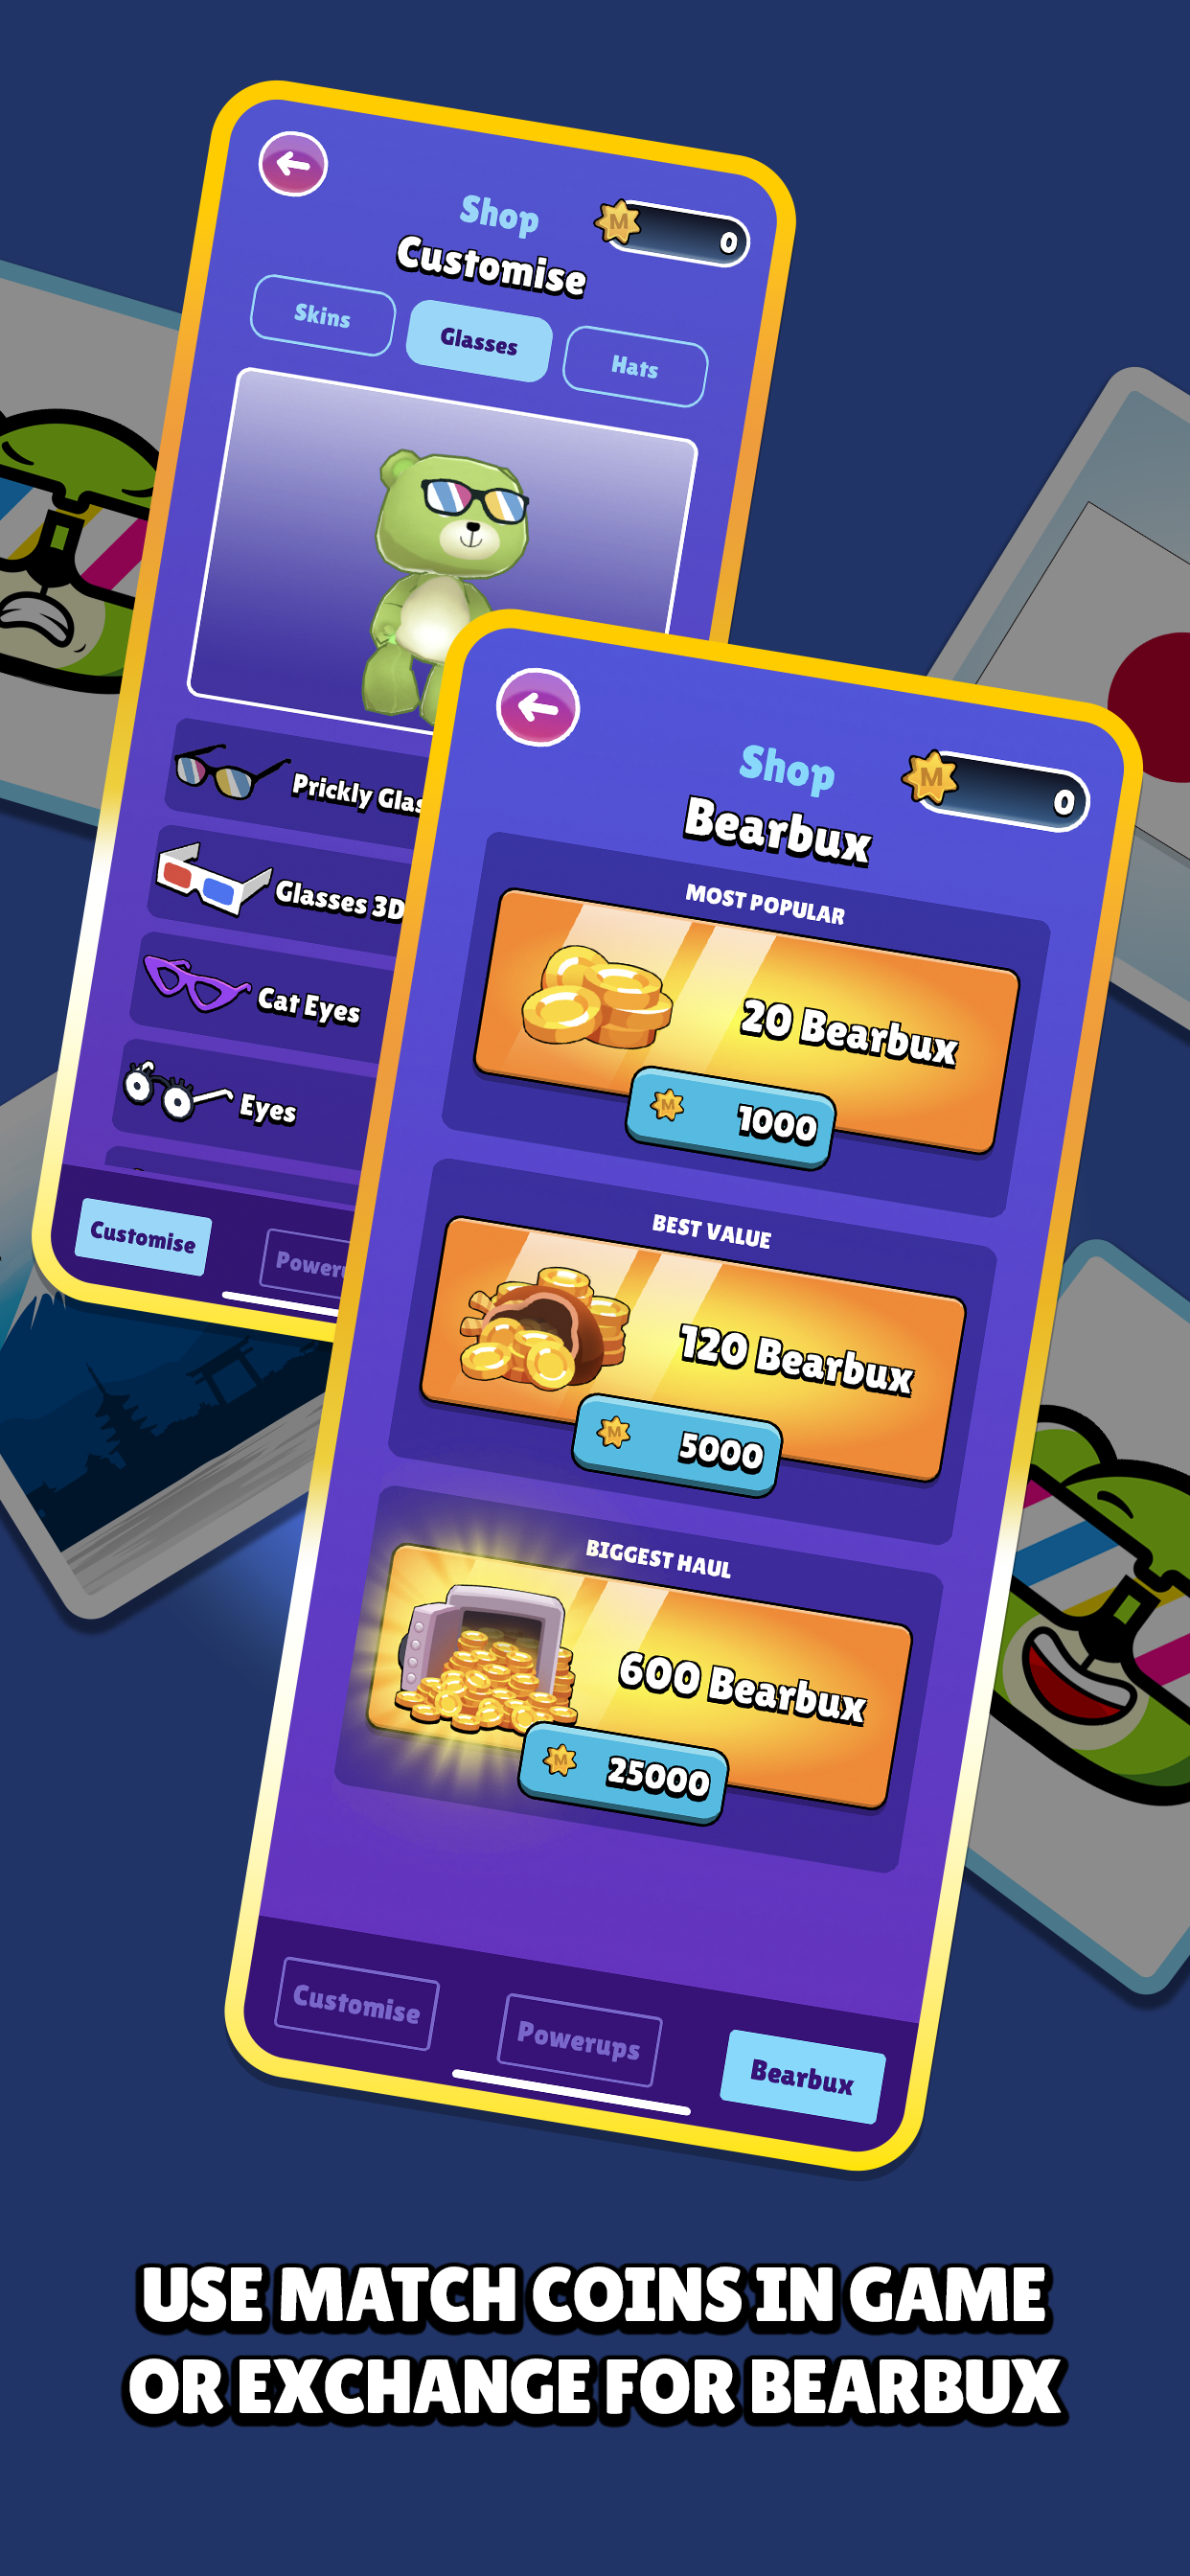 Shop
M 0
Customise
Skins
Glasses
Hats
Prickly
Glasses 3D
Cat Eyes
Eyes
Customise
Shop
M 0
Bearbux
MOST POPULAR
20 Bearbux
M 1000
BEST VALUE
120 Bearbux
M 5000
BIGGEST HAUL
600 Bearbux
M 25000
Customise
Powerups
Bearbux
USE MATCH COINS IN GAME
OR EXCHANGE FOR BEARBUX